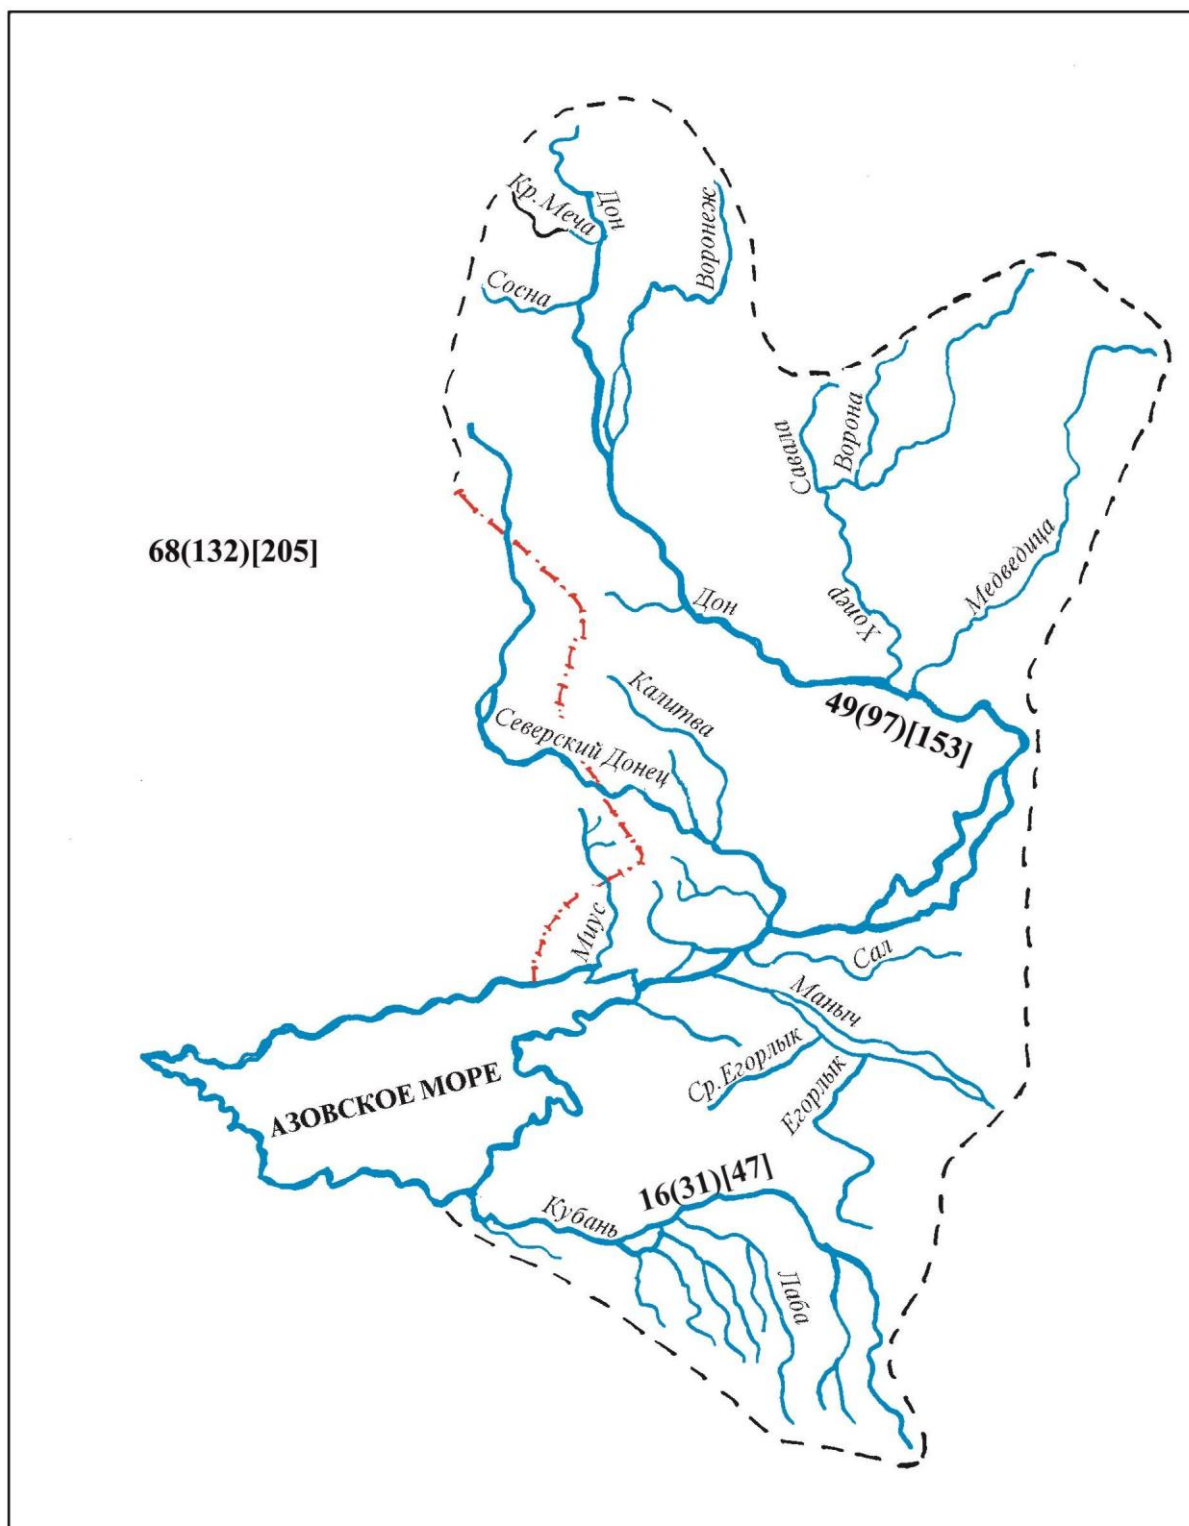 Кр. Меча
Дон
Воронеж
Сосна
Савала
Ворона
68(132)[205]
Медведица
Дон
Хопер
Калитва
49(97)[153]
Северский Донец
Миус
Сал
Маныч
Ср. Егорлык
Егорлык
АЗОВСКОЕ МОРЕ
16(31)[47]
Кубань
Лаба